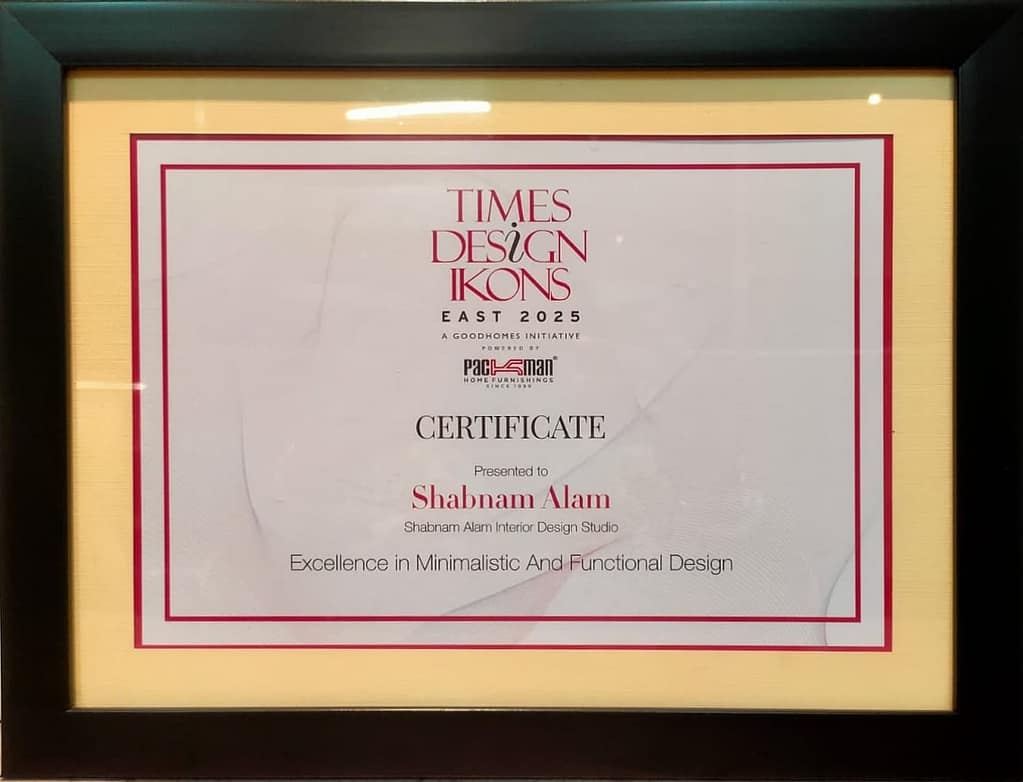 TIMES
DESiGN
IKONS
EAST 2025
A GOODHOMES INITIATIVE
POWERED BY
PACKMAN®
HOME FURNISHINGS
SINCE 1989
CERTIFICATE
Presented to
Shabnam Alam
Shabnam Alam Interior Design Studio
Excellence in Minimalistic And Functional Design